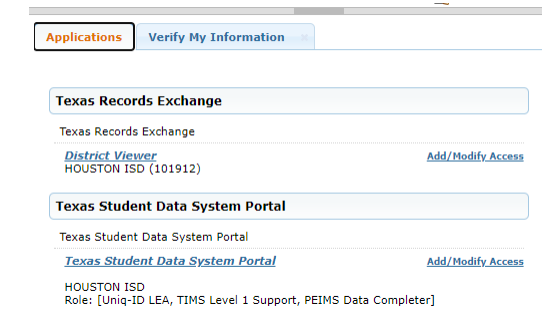 Applications
Verify My Information
Texas Records Exchange
Texas Records Exchange
District Viewer
Add/Modify Access
HOUSTON ISD (101912)
Texas Student Data System Portal
Texas Student Data System Portal
Texas Student Data System Portal
Add/Modify Access
HOUSTON ISD
Role: [Uniq-ID LEA, TIMS Level 1 Support, PEIMS Data Completer]